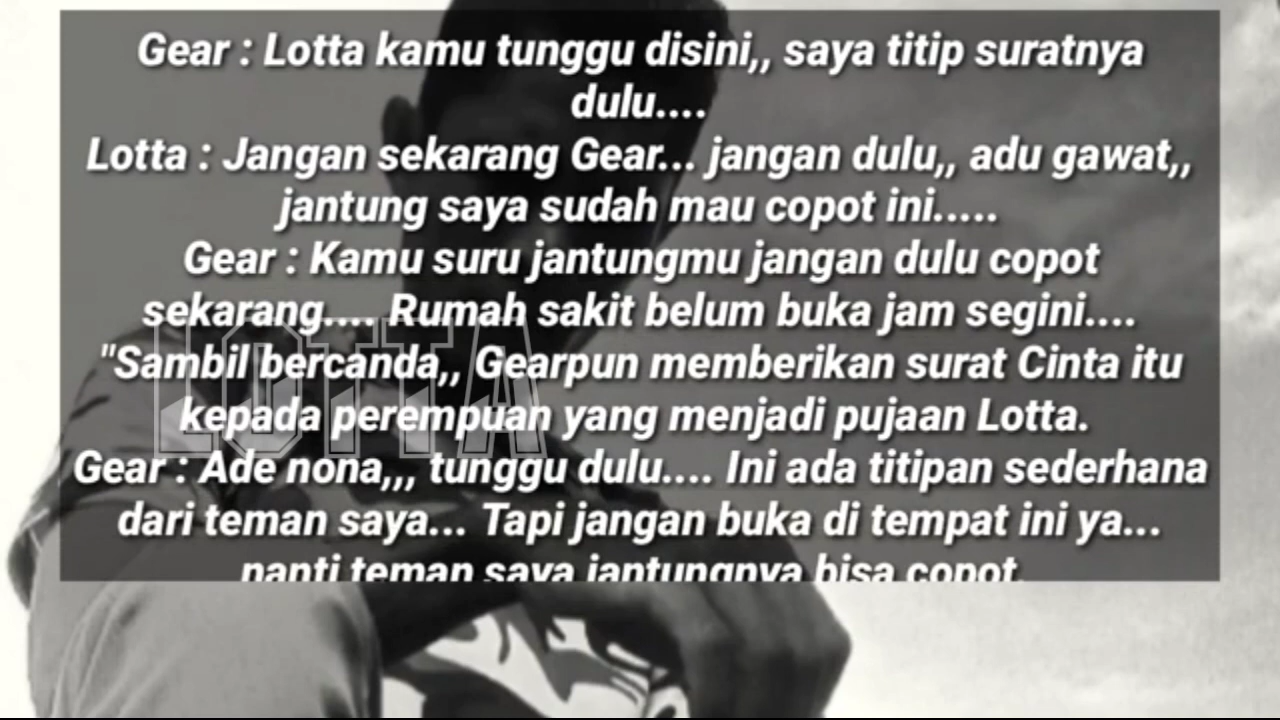 Gear : Lotta kamu tunggu disini,, saya titip suratnya
dulu....
Lotta : Jangan sekarang Gear... jangan dulu,, adu gawat,,
jantung saya sudah mau copot ini.....
Gear : Kamu suru jantungmu jangan dulu copot
sekarang.... Rumah sakit belum buka jam segini....
"Sambil bercanda,, Gearpun memberikan surat Cinta itu
kepada perempuan yang menjadi pujaan Lotta.
LOTTA
Gear : Ade nona,,, tunggu dulu.... Ini ada titipan sederhana
dari teman saya... Tapi jangan buka di tempat ini ya...
nanti teman saya jantungnya bisa copot.